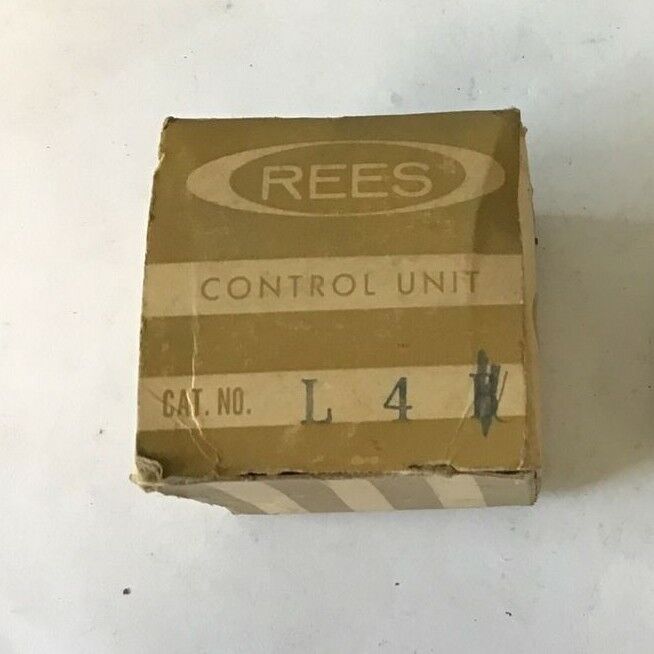 REES
CONTROL UNIT
CAT. NO. L 4